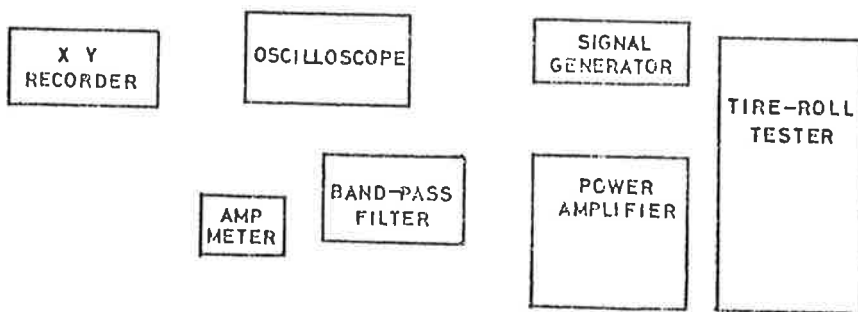 X Y
RECORDER
OSCILLOSCOPE
SIGNAL
GENERATOR
TIRE-ROLL
TESTER
AMP
METER
BAND-PASS
FILTER
POWER
AMPLIFIER